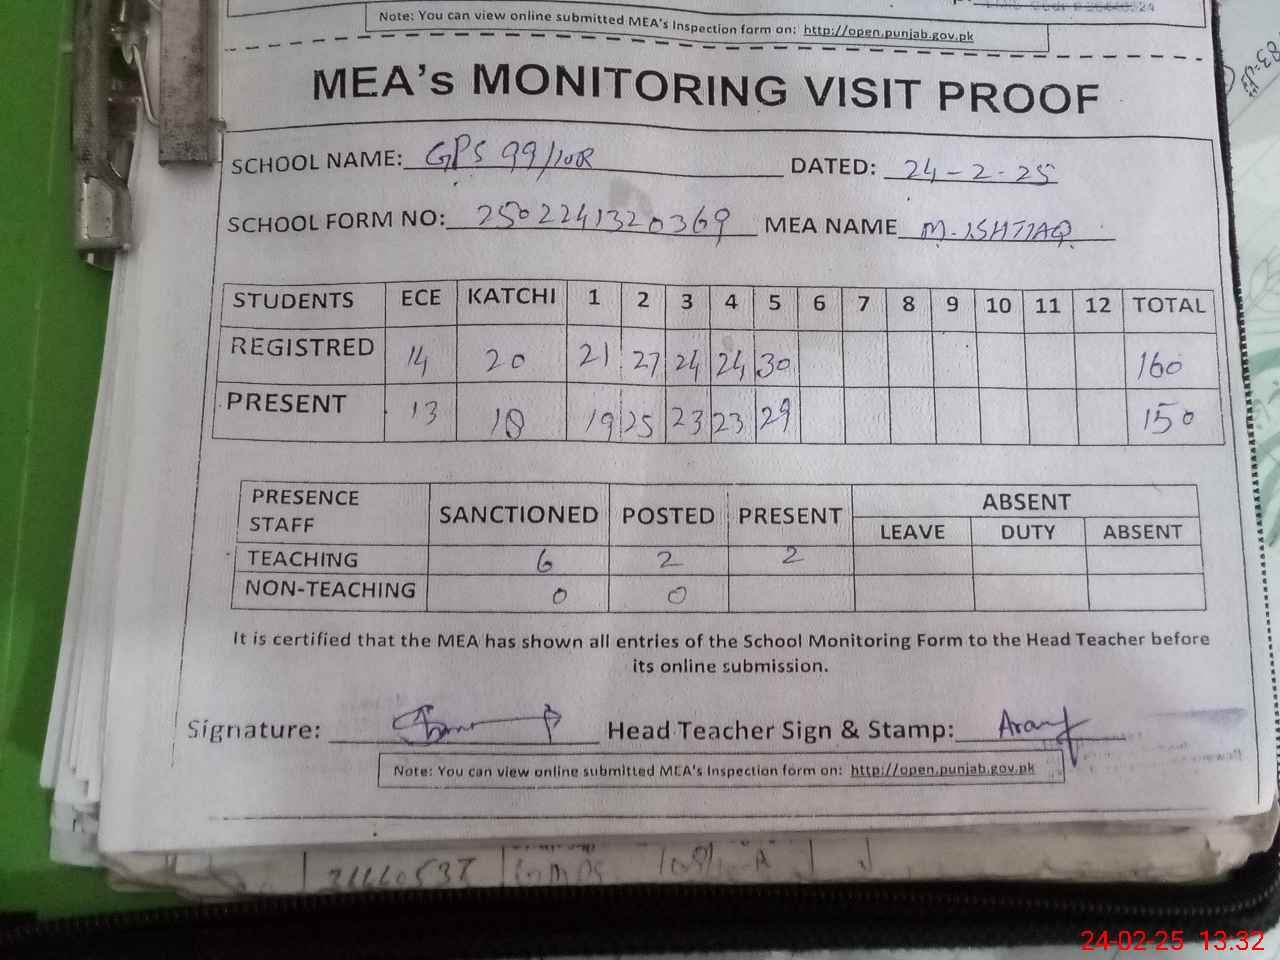 Note: You can view online submitted MEA's Inspection form on: http://open.punjab.gov.pk
MEA's MONITORING VISIT PROOF
SCHOOL NAME: GPS 99/10R DATED: 24-2-25
SCHOOL FORM NO: 2502241320369 MEA NAME M. ISHTIAQ
STUDENTS ECE KATCHI 1 2 3 4 5 6 7 8 9 10 11 12 TOTAL
REGISTRED 14 20 21 27 24 24 30 160
PRESENT 13 18 19 25 23 23 29 150
PRESENCE STAFF SANCTIONED POSTED PRESENT ABSENT
LEAVE DUTY ABSENT
TEACHING 6 2 2
NON-TEACHING 0 0
It is certified that the MEA has shown all entries of the School Monitoring Form to the Head Teacher before
its online submission.
Signature: Head Teacher Sign & Stamp:
Note: You can view online submitted MEA's Inspection form on: http://open.punjab.gov.pk
24-02-25 13:32